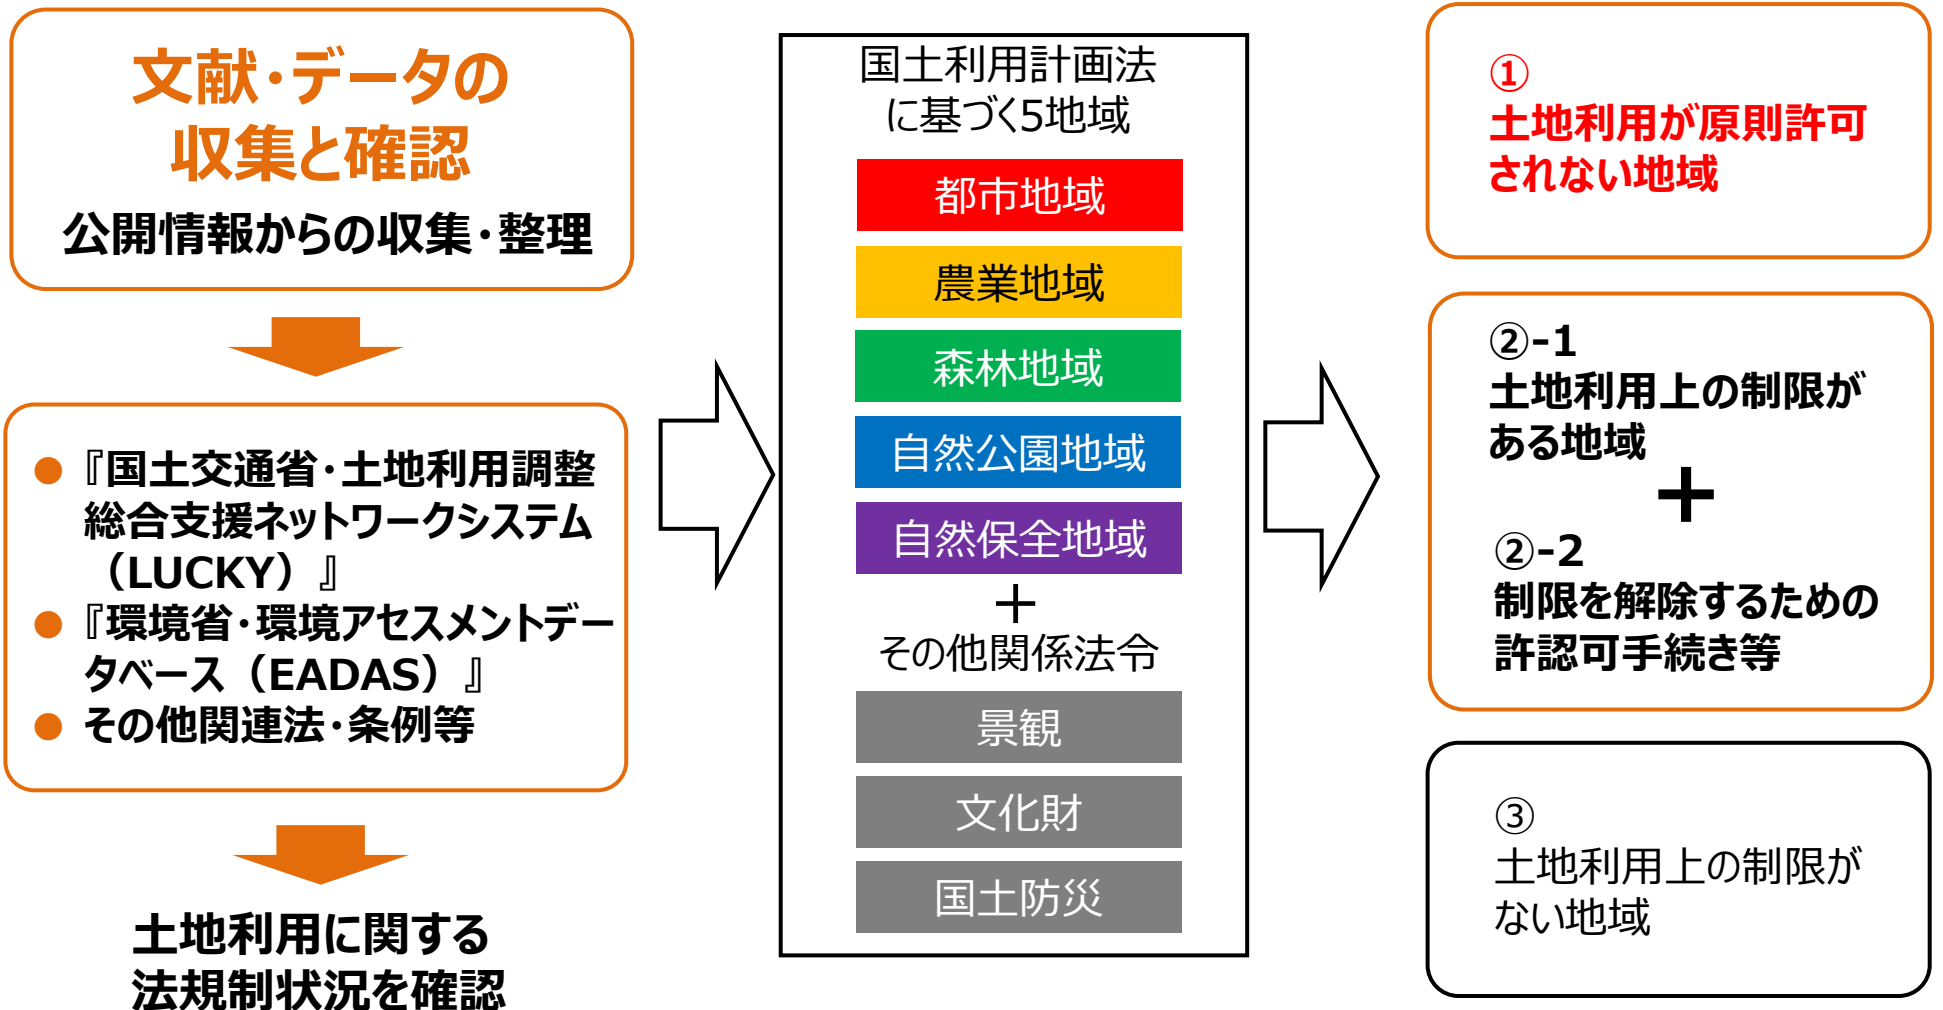 文献・データの
収集と確認
公開情報からの収集・整理
● 『国土交通省・土地利用調整
総合支援ネットワークシステム
（LUCKY）』
● 『環境省・環境アセスメントデー
タベース（EADAS）』
● その他関連法・条例等
土地利用に関する
法規制状況を確認
国土利用計画法
に基づく5地域
都市地域
農業地域
森林地域
自然公園地域
自然保全地域
＋
その他関係法令
景観
文化財
国土防災
①
土地利用が原則許可
されない地域
②-1
土地利用上の制限が
ある地域
＋
②-2
制限を解除するための
許認可手続き等
③
土地利用上の制限が
ない地域